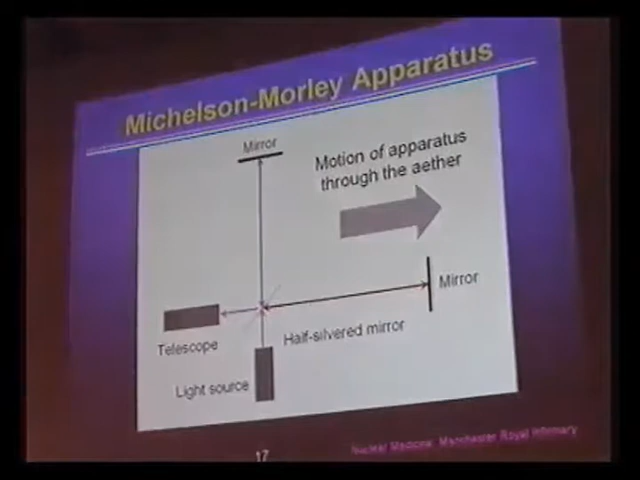 Michelson-Morley Apparatus
Mirror
Motion of apparatus
through the aether
Mirror
Half-silvered mirror
Telescope
Light source
17
Nuclear Medicine, Manchester Royal Infirmary